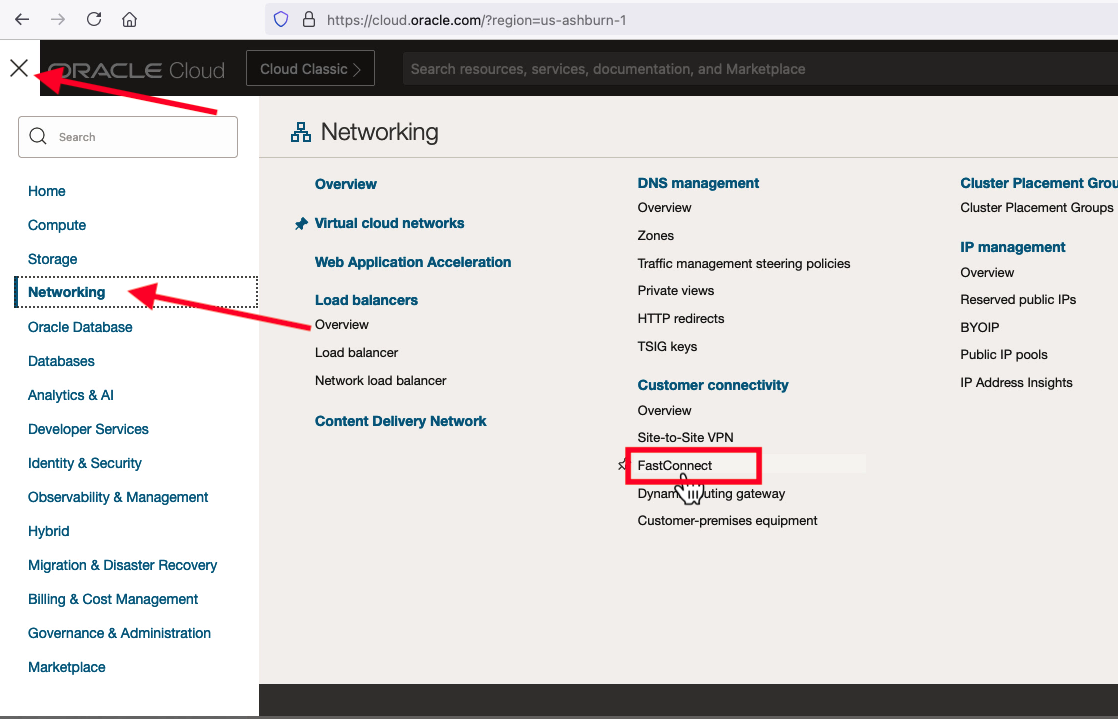 https://cloud.oracle.com/?region=us-ashburn-1
ORACLE Cloud
Cloud Classic
Search resources, services, documentation, and Marketplace
Search
Home
Compute
Storage
Networking
Oracle Database
Databases
Analytics & AI
Developer Services
Identity & Security
Observability & Management
Hybrid
Migration & Disaster Recovery
Billing & Cost Management
Governance & Administration
Marketplace
Networking
Overview
Virtual cloud networks
Web Application Acceleration
Load balancers
Overview
Load balancer
Network load balancer
Content Delivery Network
DNS management
Overview
Zones
Traffic management steering policies
Private views
HTTP redirects
TSIG keys
Customer connectivity
Overview
Site-to-Site VPN
FastConnect
gateway
Customer-premises equipment
Cluster Placement
Cluster Placement Groups
IP management
Overview
Reserved public IPs
BYOIP
Public IP pools
IP Address Insights